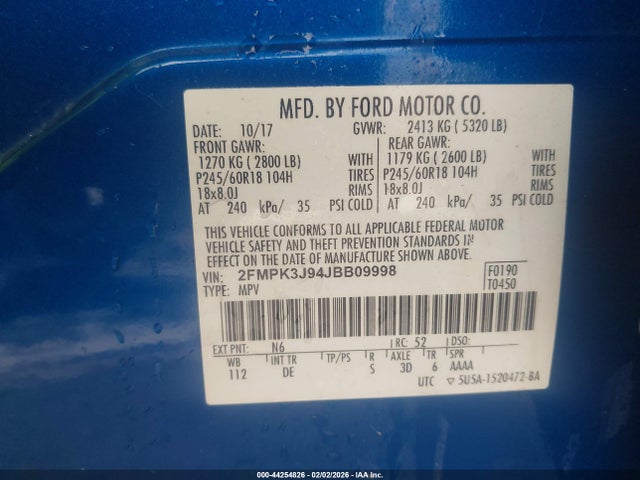 MFD. BY FORD MOTOR CO.
DATE: 10/17 GVWR: 2413 KG ( 5320 LB)
FRONT GAWR: REAR GAWR:
1270 KG ( 2800 LB) WITH 1179 KG ( 2600 LB) WITH
P245/60R18 104H TIRES P245/60R18 104H TIRES
18x8.0J RIMS 18x8.0J RIMS
AT 240 kPa/ 35 PSI COLD AT 240 kPa/ 35 PSI COLD
THIS VEHICLE CONFORMS TO ALL APPLICABLE FEDERAL MOTOR
VEHICLE SAFETY AND THEFT PREVENTION STANDARDS IN
EFFECT ON THE DATE OF MANUFACTURE SHOWN ABOVE.
VIN: 2FMPK3J94JBB09998 F0190
TYPE: MPV T0450
EXT PNT: N6 RC: 52 DSO:
WB INT TR TP/PS R AXLE TR SPR
112 DE S 3D 6 AAAA
UTC ▽ 5U5A-1520472-BA
000-44254826 - 02/02/2026 - IAA Inc.